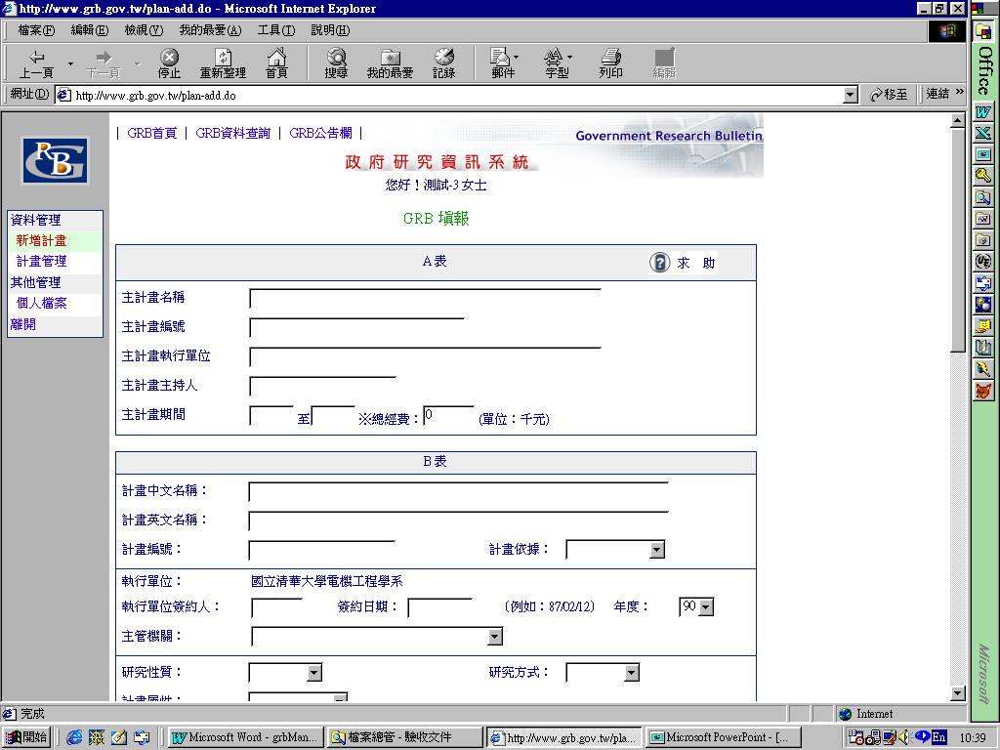 http://www.grb.gov.tw/plan-add.do - Microsoft Internet Explorer
檔案(F) 編輯(E) 檢視(V) 我的最愛(A) 工具(T) 說明(H)
上一頁 下一頁 停止 重新整理 首頁 搜尋 我的最愛 記錄 郵件 字型 列印 編輯
網址(D) http://www.grb.gov.tw/plan-add.do 移至 連結 »
Office
RBG
| GRB首頁 | GRB資料查詢 | GRB公告欄 |
Government Research Bulletin
政府研究資訊系統
您好！測試-3 女士
GRB 填報
資料管理
新增計畫
計畫管理
其他管理
個人檔案
離開
A 表
? 求 助
主計畫名稱
主計畫編號
主計畫執行單位
主計畫主持人
主計畫期間 至 ※總經費：0 (單位：千元)
B 表
計畫中文名稱：
計畫英文名稱：
計畫編號： 計畫依據：
執行單位： 國立清華大學電機工程學系
執行單位簽約人： 簽約日期： （例如：87/02/12） 年度： 90
主管機關：
研究性質： 研究方式：
計畫屬性：
Microsoft
完成 Internet
開始 Microsoft Word - grbMan... 檔案總管 - 驗收文件 http://www.grb.gov.tw/pla... Microsoft PowerPoint - [... En 10:39